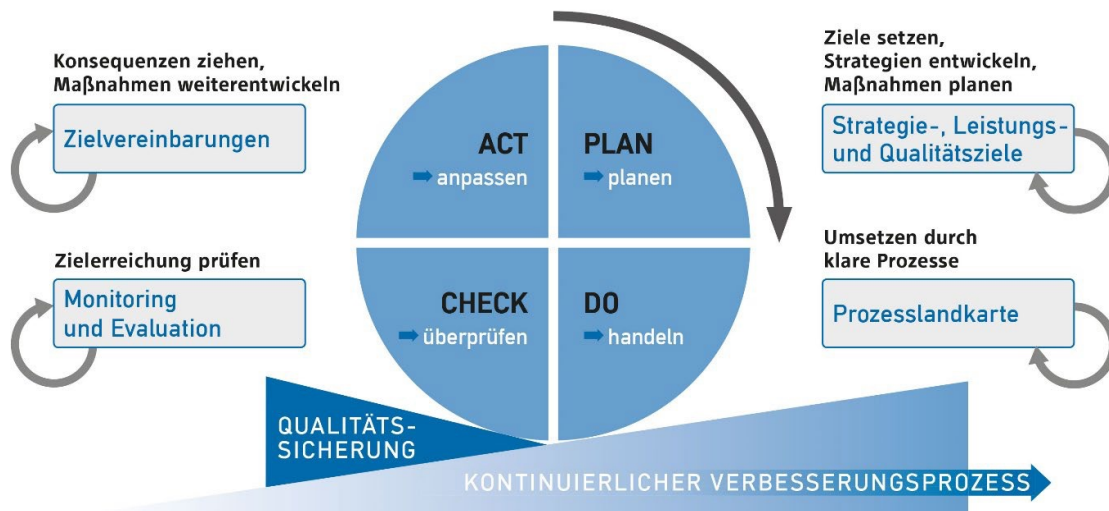 Konsequenzen ziehen,
Maßnahmen weiterentwickeln
Zielvereinbarungen
Zielerreichung prüfen
Monitoring
und Evaluation
ACT
anpassen
PLAN
planen
CHECK
überprüfen
DO
handeln
Ziele setzen,
Strategien entwickeln,
Maßnahmen planen
Strategie-, Leistungs-
und Qualitätsziele
Umsetzen durch
klare Prozesse
Prozesslandkarte
QUALITÄTS-
SICHERUNG
KONTINUIERLICHER VERBESSERUNGSPROZESS